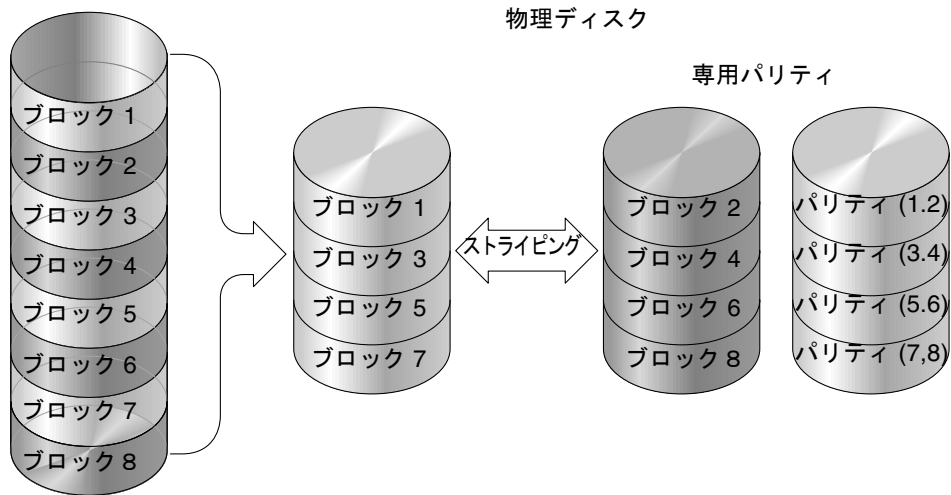 物理ディスク
専用パリティ
ブロック 1
ブロック 2
ブロック 3
ブロック 4
ブロック 5
ブロック 6
ブロック 7
ブロック 8
ブロック 1
ブロック 3
ブロック 5
ブロック 7
ストライピング
ブロック 2
ブロック 4
ブロック 6
ブロック 8
パリティ (1.2)
パリティ (3.4)
パリティ (5.6)
パリティ (7,8)